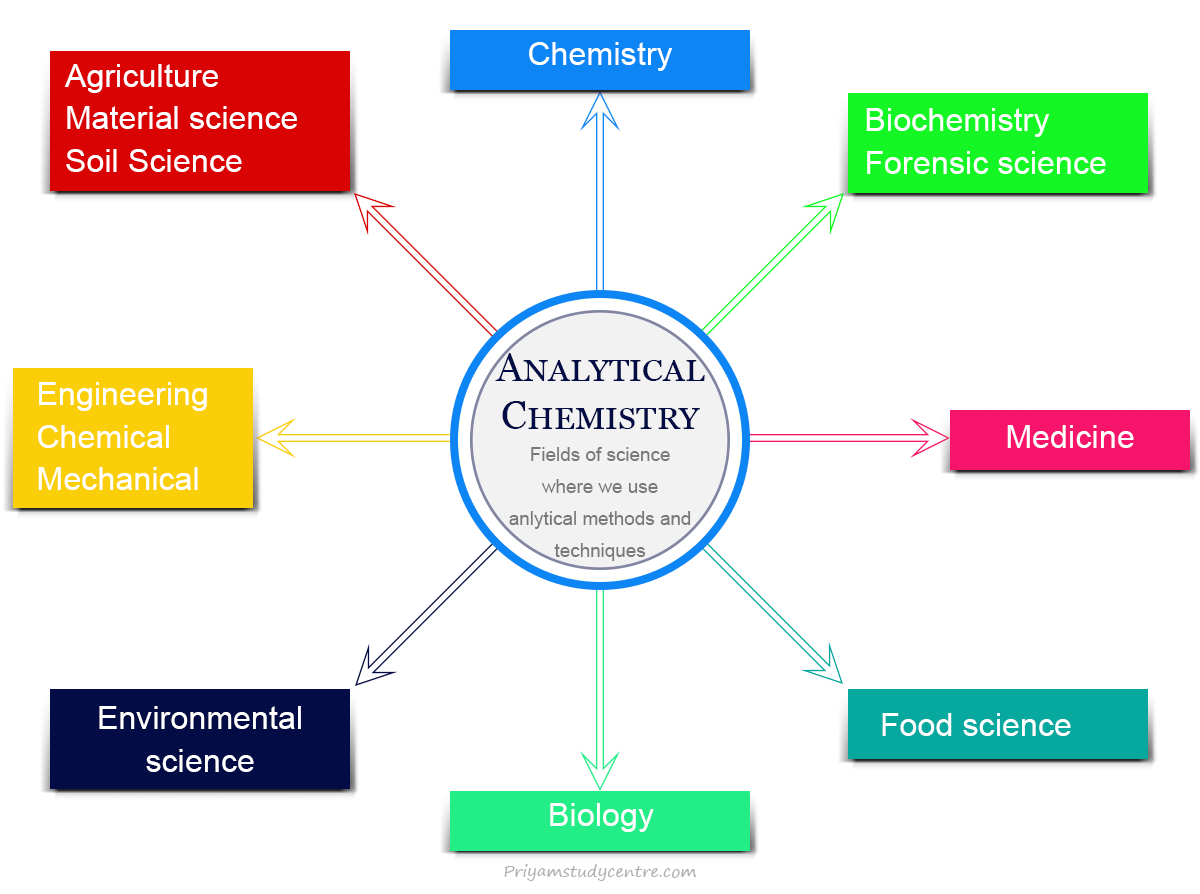 Chemistry
Agriculture
Material science
Soil Science
Biochemistry
Forensic science
ANALYTICAL
CHEMISTRY
Fields of science
where we use
anlytical methods and
techniques
Engineering
Chemical
Mechanical
Medicine
Environmental
science
Food science
Biology
Priyamstudycentre.com